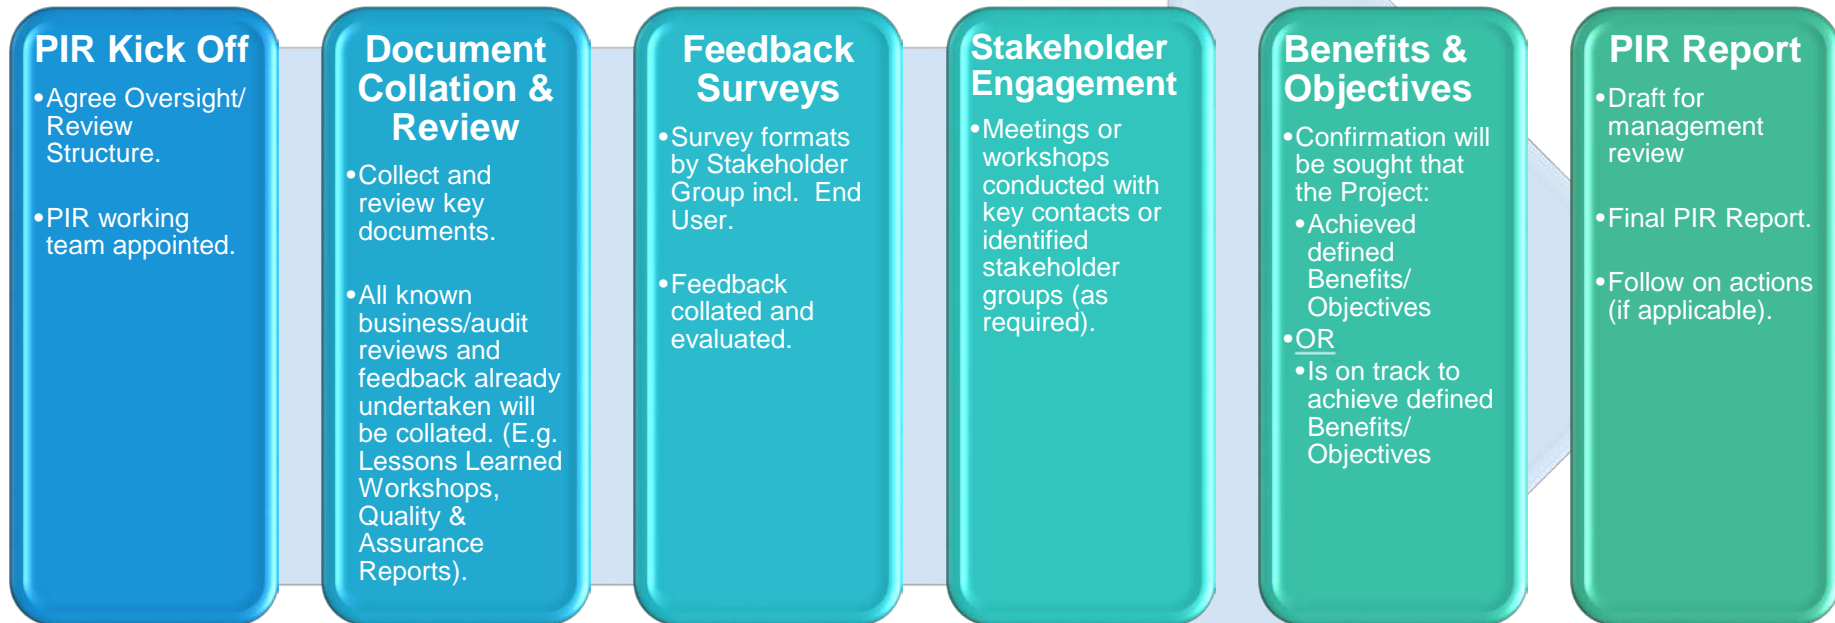 PIR Kick Off
•Agree Oversight/
Review
Structure.
•PIR working
team appointed.
Document
Collation &
Review
•Collect and
review key
documents.
•All known
business/audit
reviews and
feedback already
undertaken will
be collated. (E.g.
Lessons Learned
Workshops,
Quality &
Assurance
Reports).
Feedback
Surveys
•Survey formats
by Stakeholder
Group incl. End
User.
•Feedback
collated and
evaluated.
Stakeholder
Engagement
•Meetings or
workshops
conducted with
key contacts or
identified
stakeholder
groups (as
required).
Benefits &
Objectives
•Confirmation will
be sought that
the Project:
•Achieved
defined
Benefits/
Objectives
•OR
•Is on track to
achieve defined
Benefits/
Objectives
PIR Report
•Draft for
management
review
•Final PIR Report.
•Follow on actions
(if applicable).